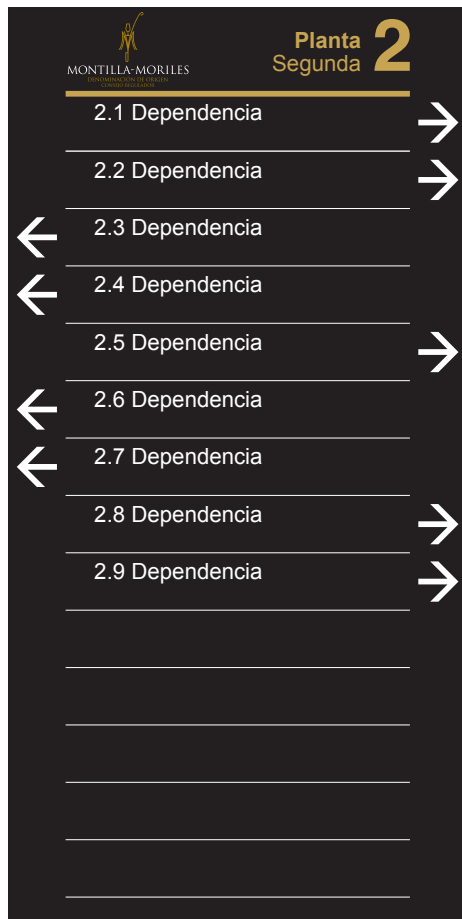 MONTILLA-MORILES
DENOMINACIÓN DE ORIGEN
CONSEJO REGULADOR
Planta
Segunda
2
2.1 Dependencia
2.2 Dependencia
2.3 Dependencia
2.4 Dependencia
2.5 Dependencia
2.6 Dependencia
2.7 Dependencia
2.8 Dependencia
2.9 Dependencia